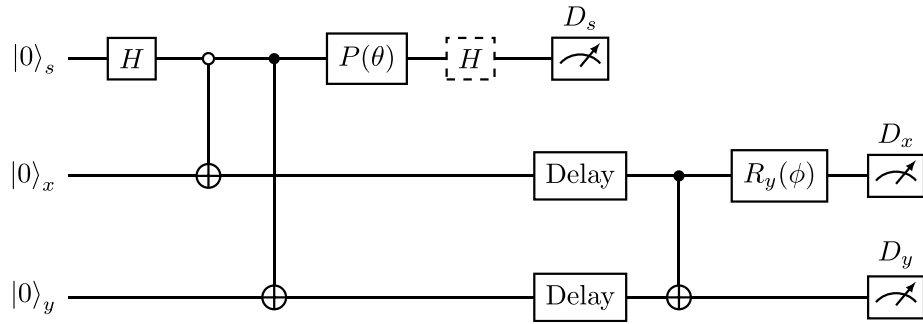 D_s
|0⟩_s H P(θ) H
D_x
|0⟩_x Delay R_y(ϕ)
D_y
|0⟩_y Delay